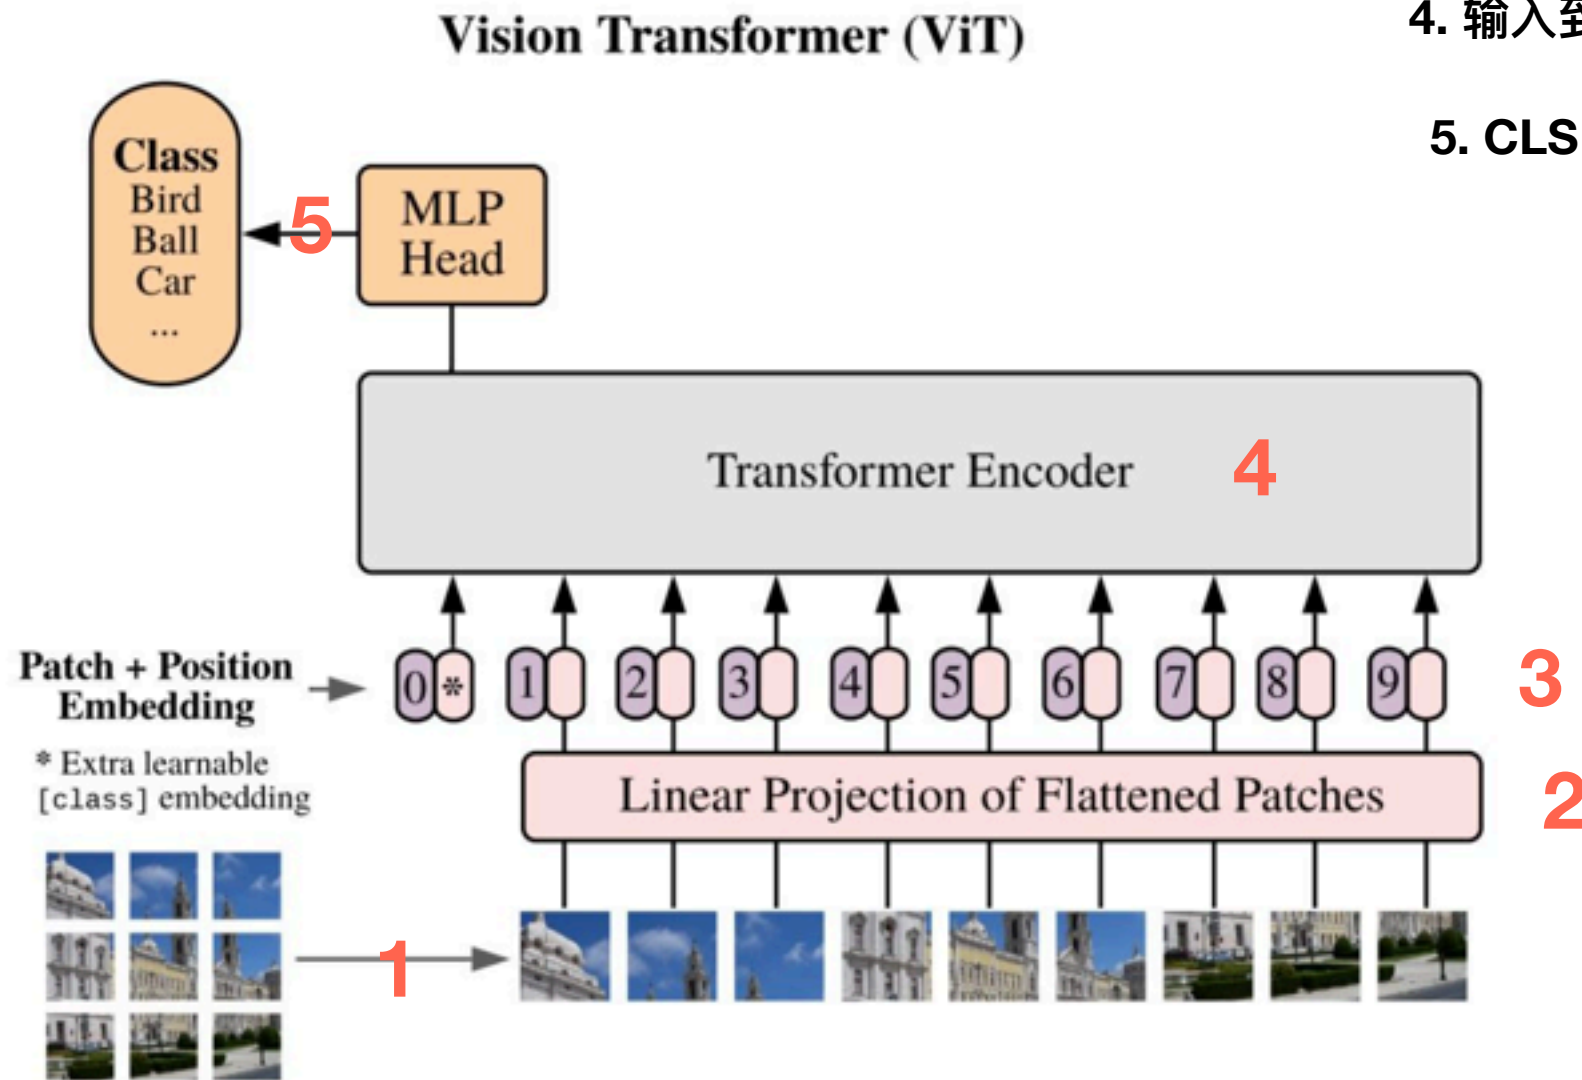 Vision Transformer (ViT)
4. 输入到
5. CLS
Class
Bird
Ball
Car
...
5
MLP
Head
Transformer Encoder
4
Patch + Position
Embedding
0 * 1 2 3 4 5 6 7 8 9
3
* Extra learnable
[class] embedding
Linear Projection of Flattened Patches
2
1